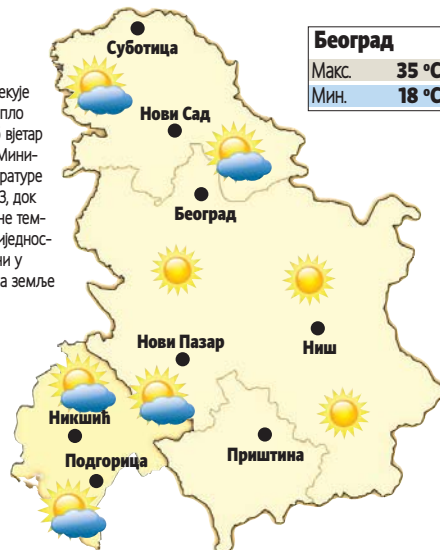 Суботица
Београд
Макс. 35 °C
Мин. 18 °C
екује
пло
вјетар
Мини-
ратуре
3, док
не тем-
иједнос-
ни у
а земље
Нови Сад
Београд
Нови Пазар
Ниш
Никшић
Подгорица
Приштина